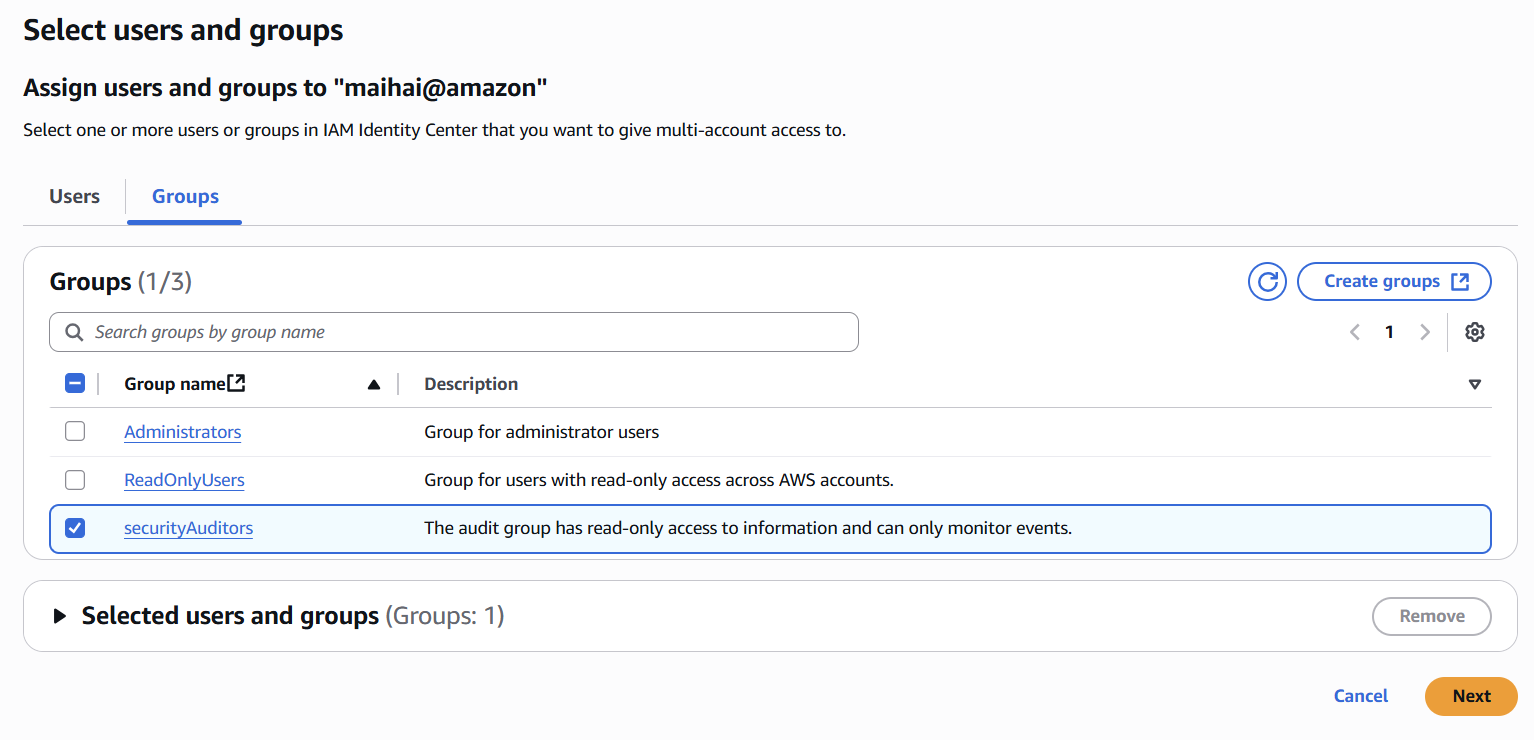 Select users and groups
Assign users and groups to "maihai@amazon"
Select one or more users or groups in IAM Identity Center that you want to give multi-account access to.
Users Groups
Groups (1/3) Create groups
Search groups by group name 1
Group name Description
Administrators Group for administrator users
ReadOnlyUsers Group for users with read-only access across AWS accounts.
securityAuditors The audit group has read-only access to information and can only monitor events.
Selected users and groups (Groups: 1) Remove
Cancel Next